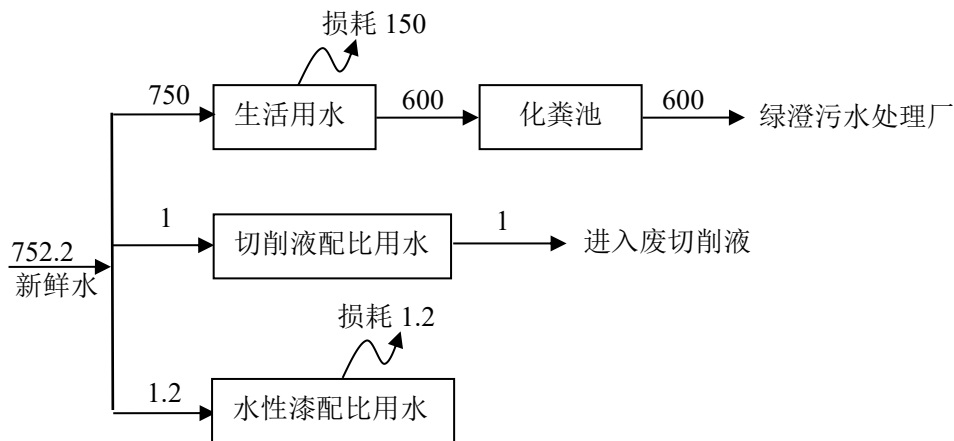 损耗 150
750
生活用水
600
化粪池
600
绿澄污水处理厂
1
切削液配比用水
1
进入废切削液
752.2
新鲜水
损耗 1.2
1.2
水性漆配比用水